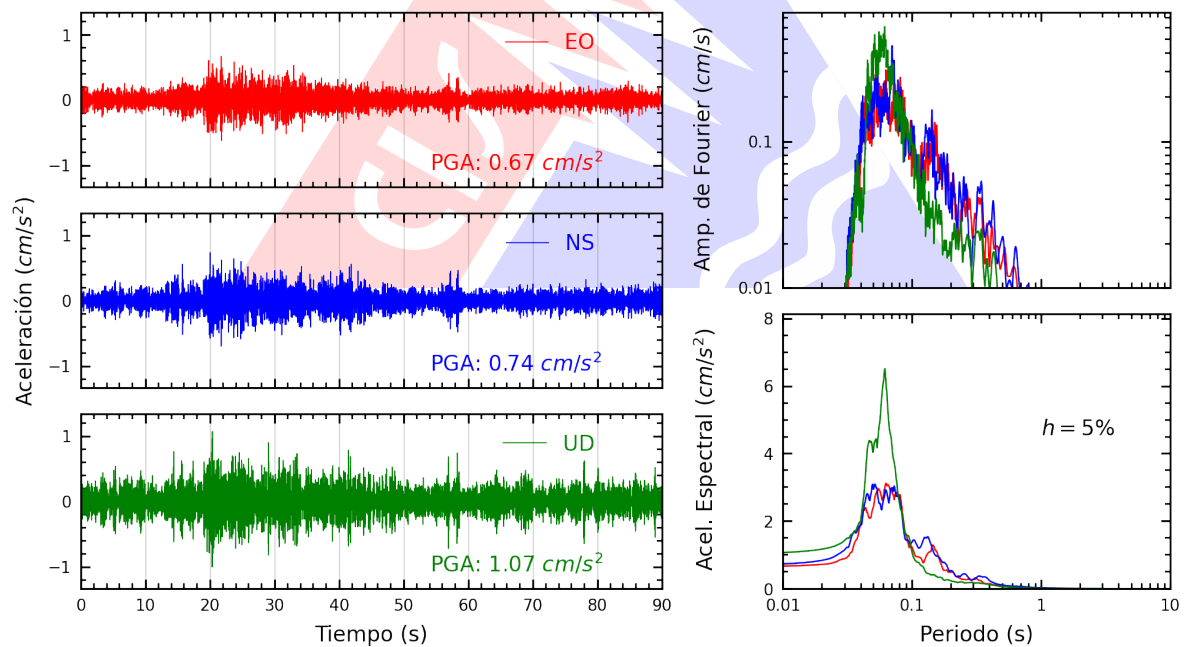 Aceleración (cm/s²)
1
0
−1
EO
PGA: 0.67 cm/s²
1
0
−1
NS
PGA: 0.74 cm/s²
1
0
−1
UD
PGA: 1.07 cm/s²
0 10 20 30 40 50 60 70 80 90
Tiempo (s)
Amp. de Fourier (cm/s)
0.1
0.01
Acel. Espectral (cm/s²)
8
6
4
2
0
h = 5%
0.01 0.1 1 10
Periodo (s)